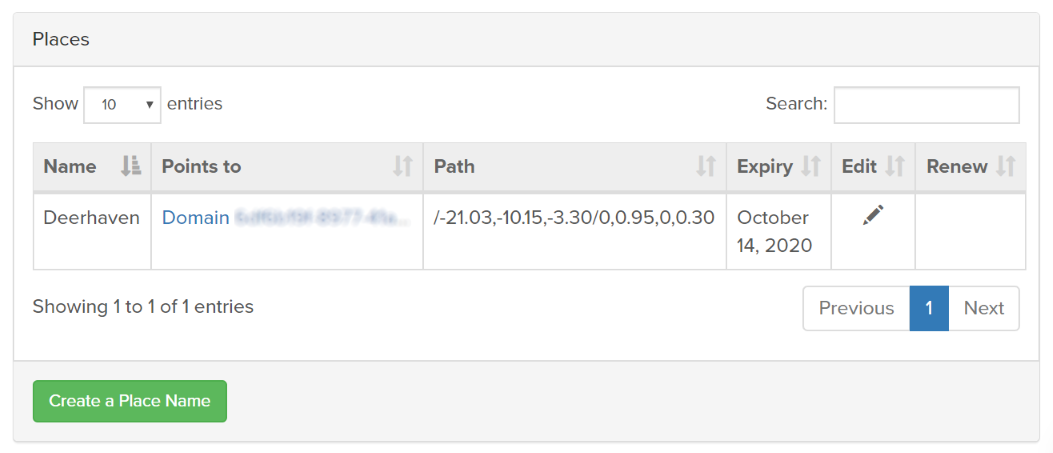 Places
Show 10 entries
Search:
Name Points to Path Expiry Edit Renew
Deerhaven Domain /-21.03,-10.15,-3.30/0,0.95,0,0.30 October
14, 2020
Showing 1 to 1 of 1 entries
Previous 1 Next
Create a Place Name